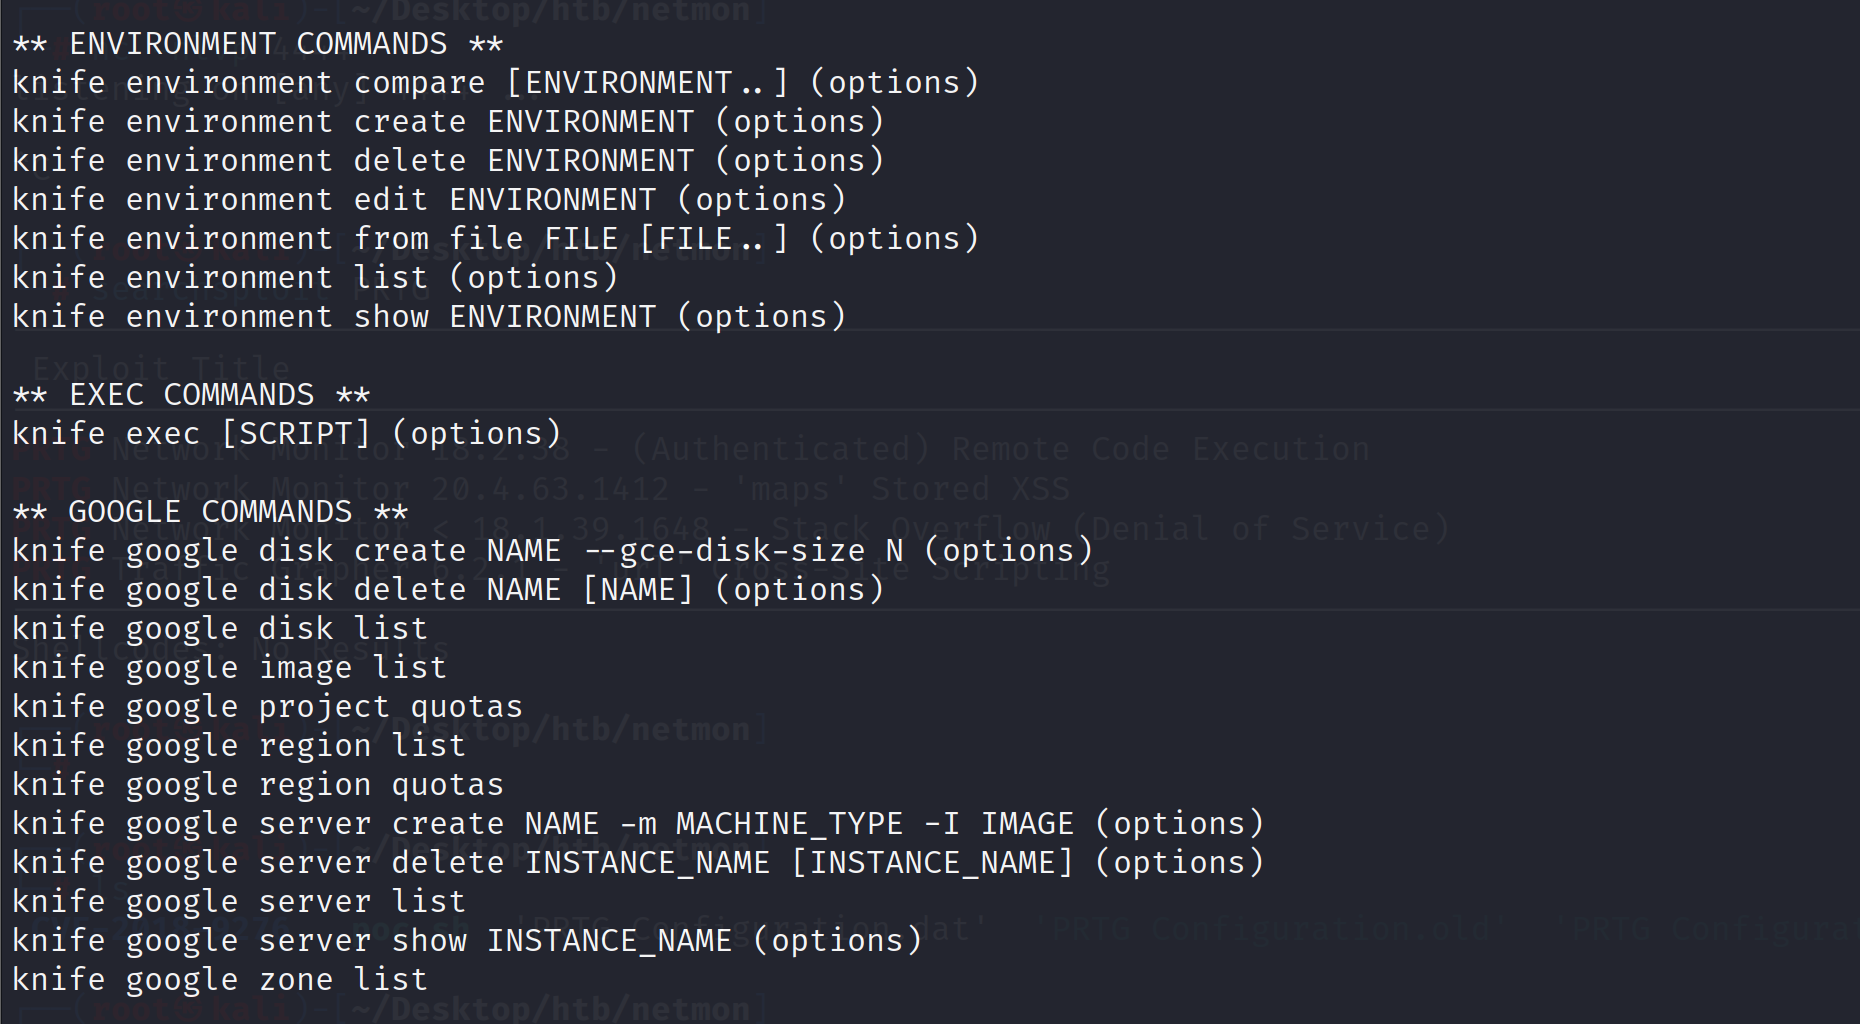 ** ENVIRONMENT COMMANDS **
knife environment compare [ENVIRONMENT..] (options)
knife environment create ENVIRONMENT (options)
knife environment delete ENVIRONMENT (options)
knife environment edit ENVIRONMENT (options)
knife environment from file FILE [FILE..] (options)
knife environment list (options)
knife environment show ENVIRONMENT (options)

** EXEC COMMANDS **
knife exec [SCRIPT] (options)

** GOOGLE COMMANDS **
knife google disk create NAME --gce-disk-size N (options)
knife google disk delete NAME [NAME] (options)
knife google disk list
knife google image list
knife google project quotas
knife google region list
knife google region quotas
knife google server create NAME -m MACHINE_TYPE -I IMAGE (options)
knife google server delete INSTANCE_NAME [INSTANCE_NAME] (options)
knife google server list
knife google server show INSTANCE_NAME (options)
knife google zone list